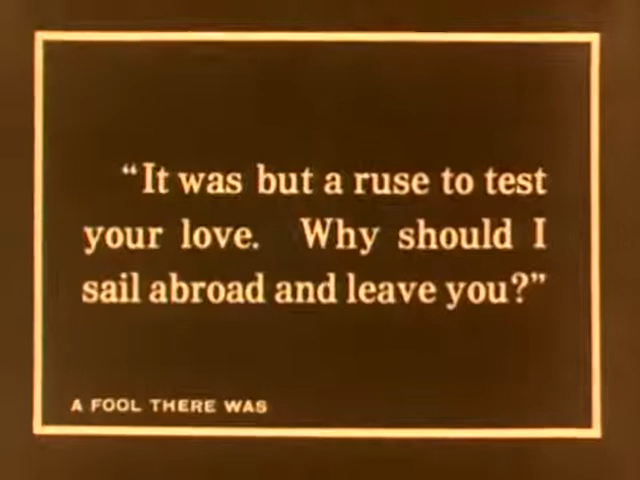 “It was but a ruse to test
your love. Why should I
sail abroad and leave you?”
A FOOL THERE WAS